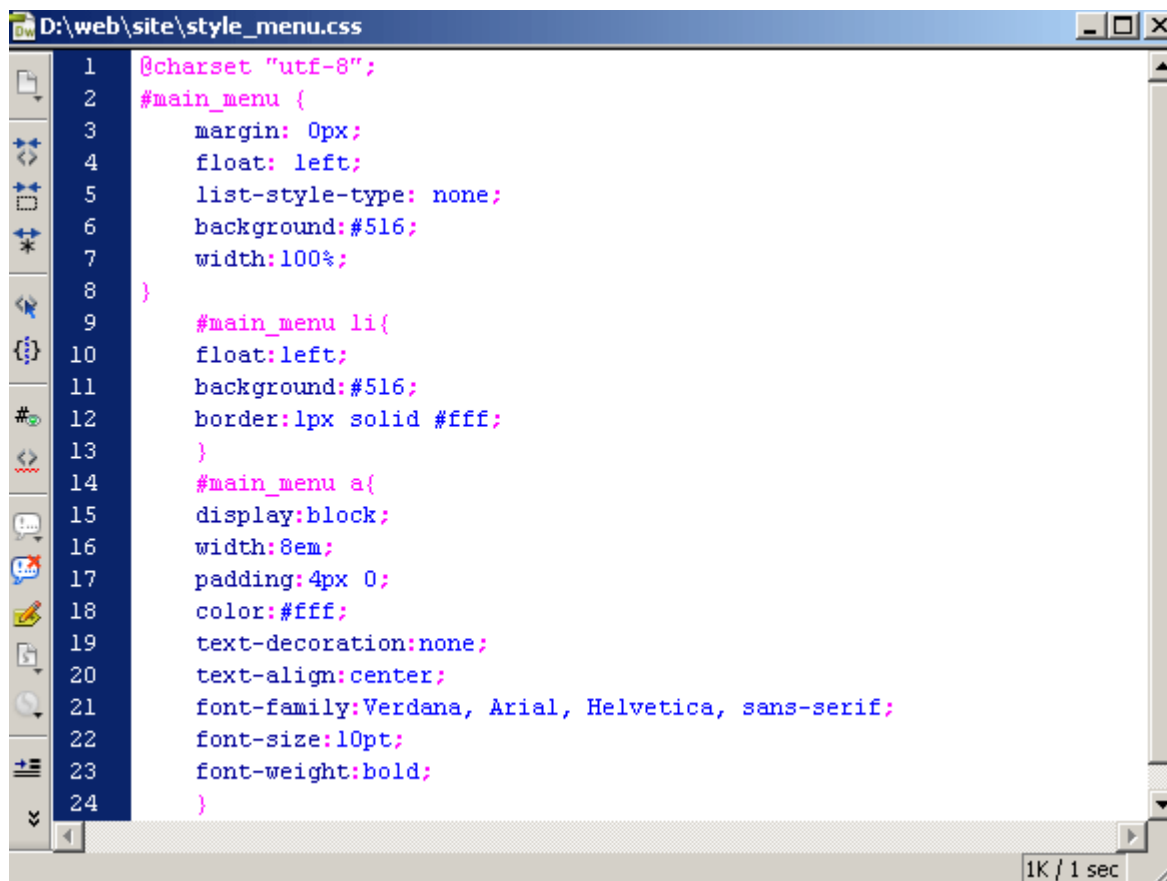 D:\web\site\style_menu.css
1 @charset "utf-8";
2 #main_menu {
3     margin: 0px;
4     float: left;
5     list-style-type: none;
6     background:#516;
7     width:100%;
8 }
9     #main_menu li{
10     float:left;
11     background:#516;
12     border:1px solid #fff;
13     }
14     #main_menu a{
15     display:block;
16     width:8em;
17     padding:4px 0;
18     color:#fff;
19     text-decoration:none;
20     text-align:center;
21     font-family:Verdana, Arial, Helvetica, sans-serif;
22     font-size:10pt;
23     font-weight:bold;
24     }
1K / 1 sec